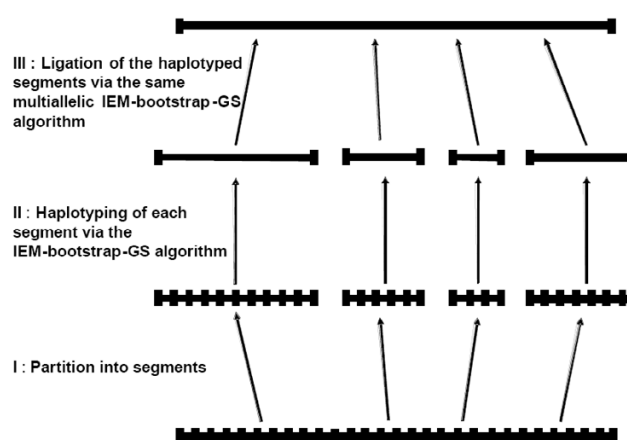 III : Ligation of the haplotyped
segments via the same
multiallelic IEM-bootstrap-GS
algorithm
II : Haplotyping of each
segment via the
IEM-bootstrap-GS algorithm
I : Partition into segments